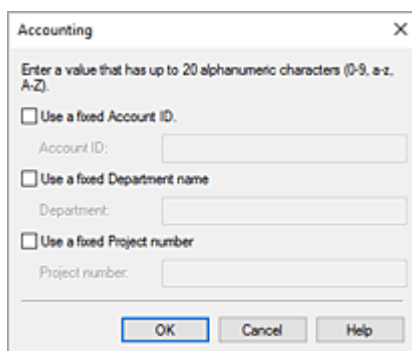 Accounting
Enter a value that has up to 20 alphanumeric characters (0-9, a-z,
A-Z).
Use a fixed Account ID.
Account ID:
Use a fixed Department name
Department:
Use a fixed Project number
Project number:
OK Cancel Help